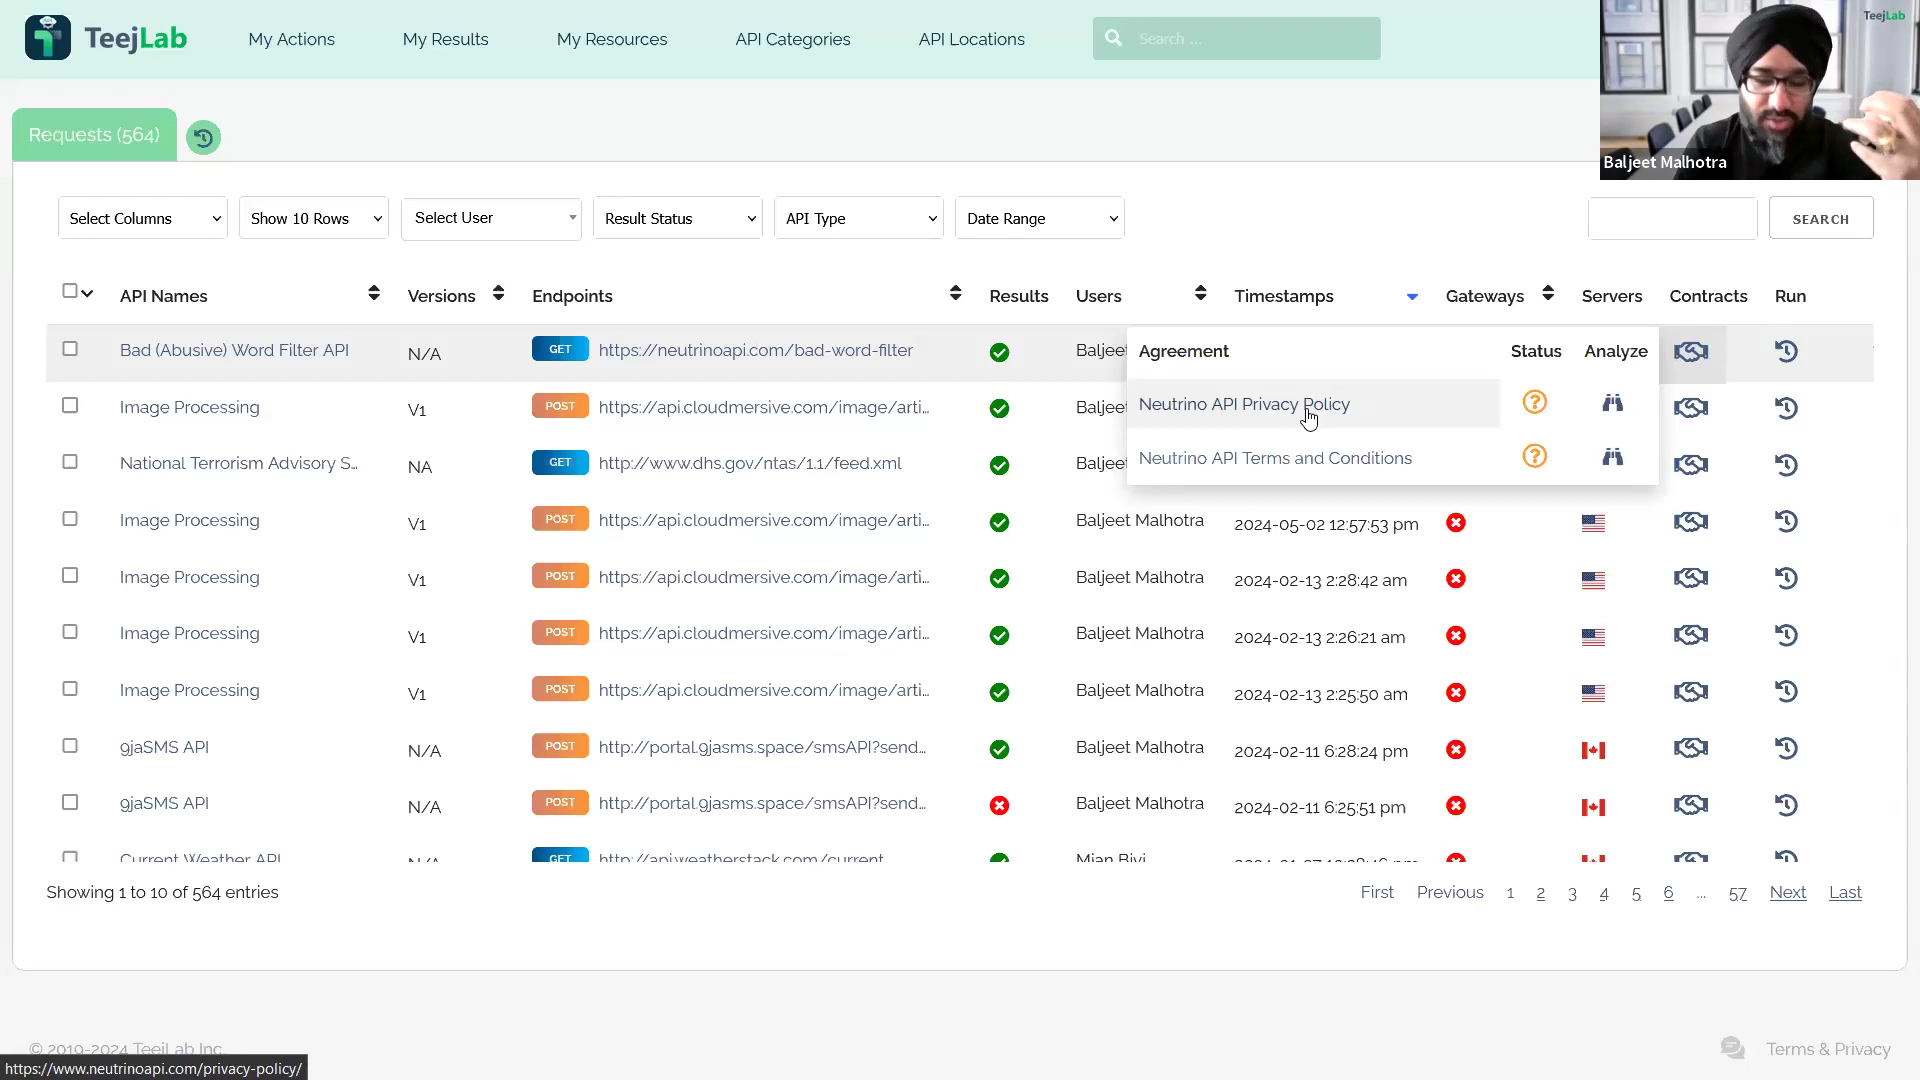 TeejLab
My Actions
My Results
My Resources
API Categories
API Locations
Search ...
TeejLab
Baljeet Malhotra
Requests (564)
Select Columns
Show 10 Rows
Select User
Result Status
API Type
Date Range
SEARCH
API Names
Versions
Endpoints
Results
Users
Timestamps
Gateways
Servers
Contracts
Run
Bad (Abusive) Word Filter API N/A GET https://neutrinoapi.com/bad-word-filter Baljee
Agreement Status Analyze
Neutrino API Privacy Policy
Neutrino API Terms and Conditions
Image Processing V1 POST https://api.cloudmersive.com/image/arti... Baljee
National Terrorism Advisory S... NA GET http://www.dhs.gov/ntas/1.1/feed.xml Baljee
Image Processing V1 POST https://api.cloudmersive.com/image/arti... Baljeet Malhotra 2024-05-02 12:57:53 pm
Image Processing V1 POST https://api.cloudmersive.com/image/arti... Baljeet Malhotra 2024-02-13 2:28:42 am
Image Processing V1 POST https://api.cloudmersive.com/image/arti... Baljeet Malhotra 2024-02-13 2:26:21 am
Image Processing V1 POST https://api.cloudmersive.com/image/arti... Baljeet Malhotra 2024-02-13 2:25:50 am
9jaSMS API N/A POST http://portal.9jasms.space/smsAPI?send... Baljeet Malhotra 2024-02-11 6:28:24 pm
9jaSMS API N/A POST http://portal.9jasms.space/smsAPI?send... Baljeet Malhotra 2024-02-11 6:25:51 pm
Current Weather API N/A GET http://api.weatherstack.com/current Mian Bivi
Showing 1 to 10 of 564 entries
First Previous 1 2 3 4 5 6 ... 57 Next Last
© 2019-2024 TeejLab Inc.
Terms & Privacy
https://www.neutrinoapi.com/privacy-policy/